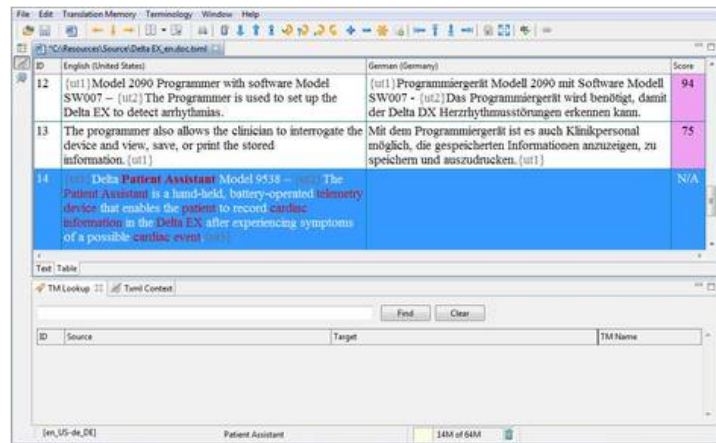 File Edit Translation Memory Terminology Window Help
*C:\Resources\Source\Delta EX_en.doc.txml
ID English (United States) German (Germany) Score
12 {ut1}Model 2090 Programmer with software Model {ut1}Programmiergerät Modell 2090 mit Software Modell 94
SW007 – {ut2}The Programmer is used to set up the SW007 - {ut2}Das Programmiergerät wird benötigt, damit
Delta EX to detect arrhythmias. der Delta DX Herzrhythmusstörungen erkennen kann.
13 The programmer also allows the clinician to interrogate the Mit dem Programmiergerät ist es auch Klinikpersonal 75
device and view, save, or print the stored möglich, die gespeicherten Informationen anzuzeigen, zu
information.{ut1} speichern und auszudrucken.{ut1}
14 {ut1}Delta Patient Assistant Model 9538 – {ut2}The N/A
Patient Assistant is a hand-held, battery-operated telemetry
device that enables the patient to record cardiac
information in the Delta EX after experiencing symptoms
of a possible cardiac event.{ut3}
Text Table
TM Lookup Txml Context
Find Clear
ID Source Target TM Name
[en_US-de_DE] Patient Assistant 14M of 64M